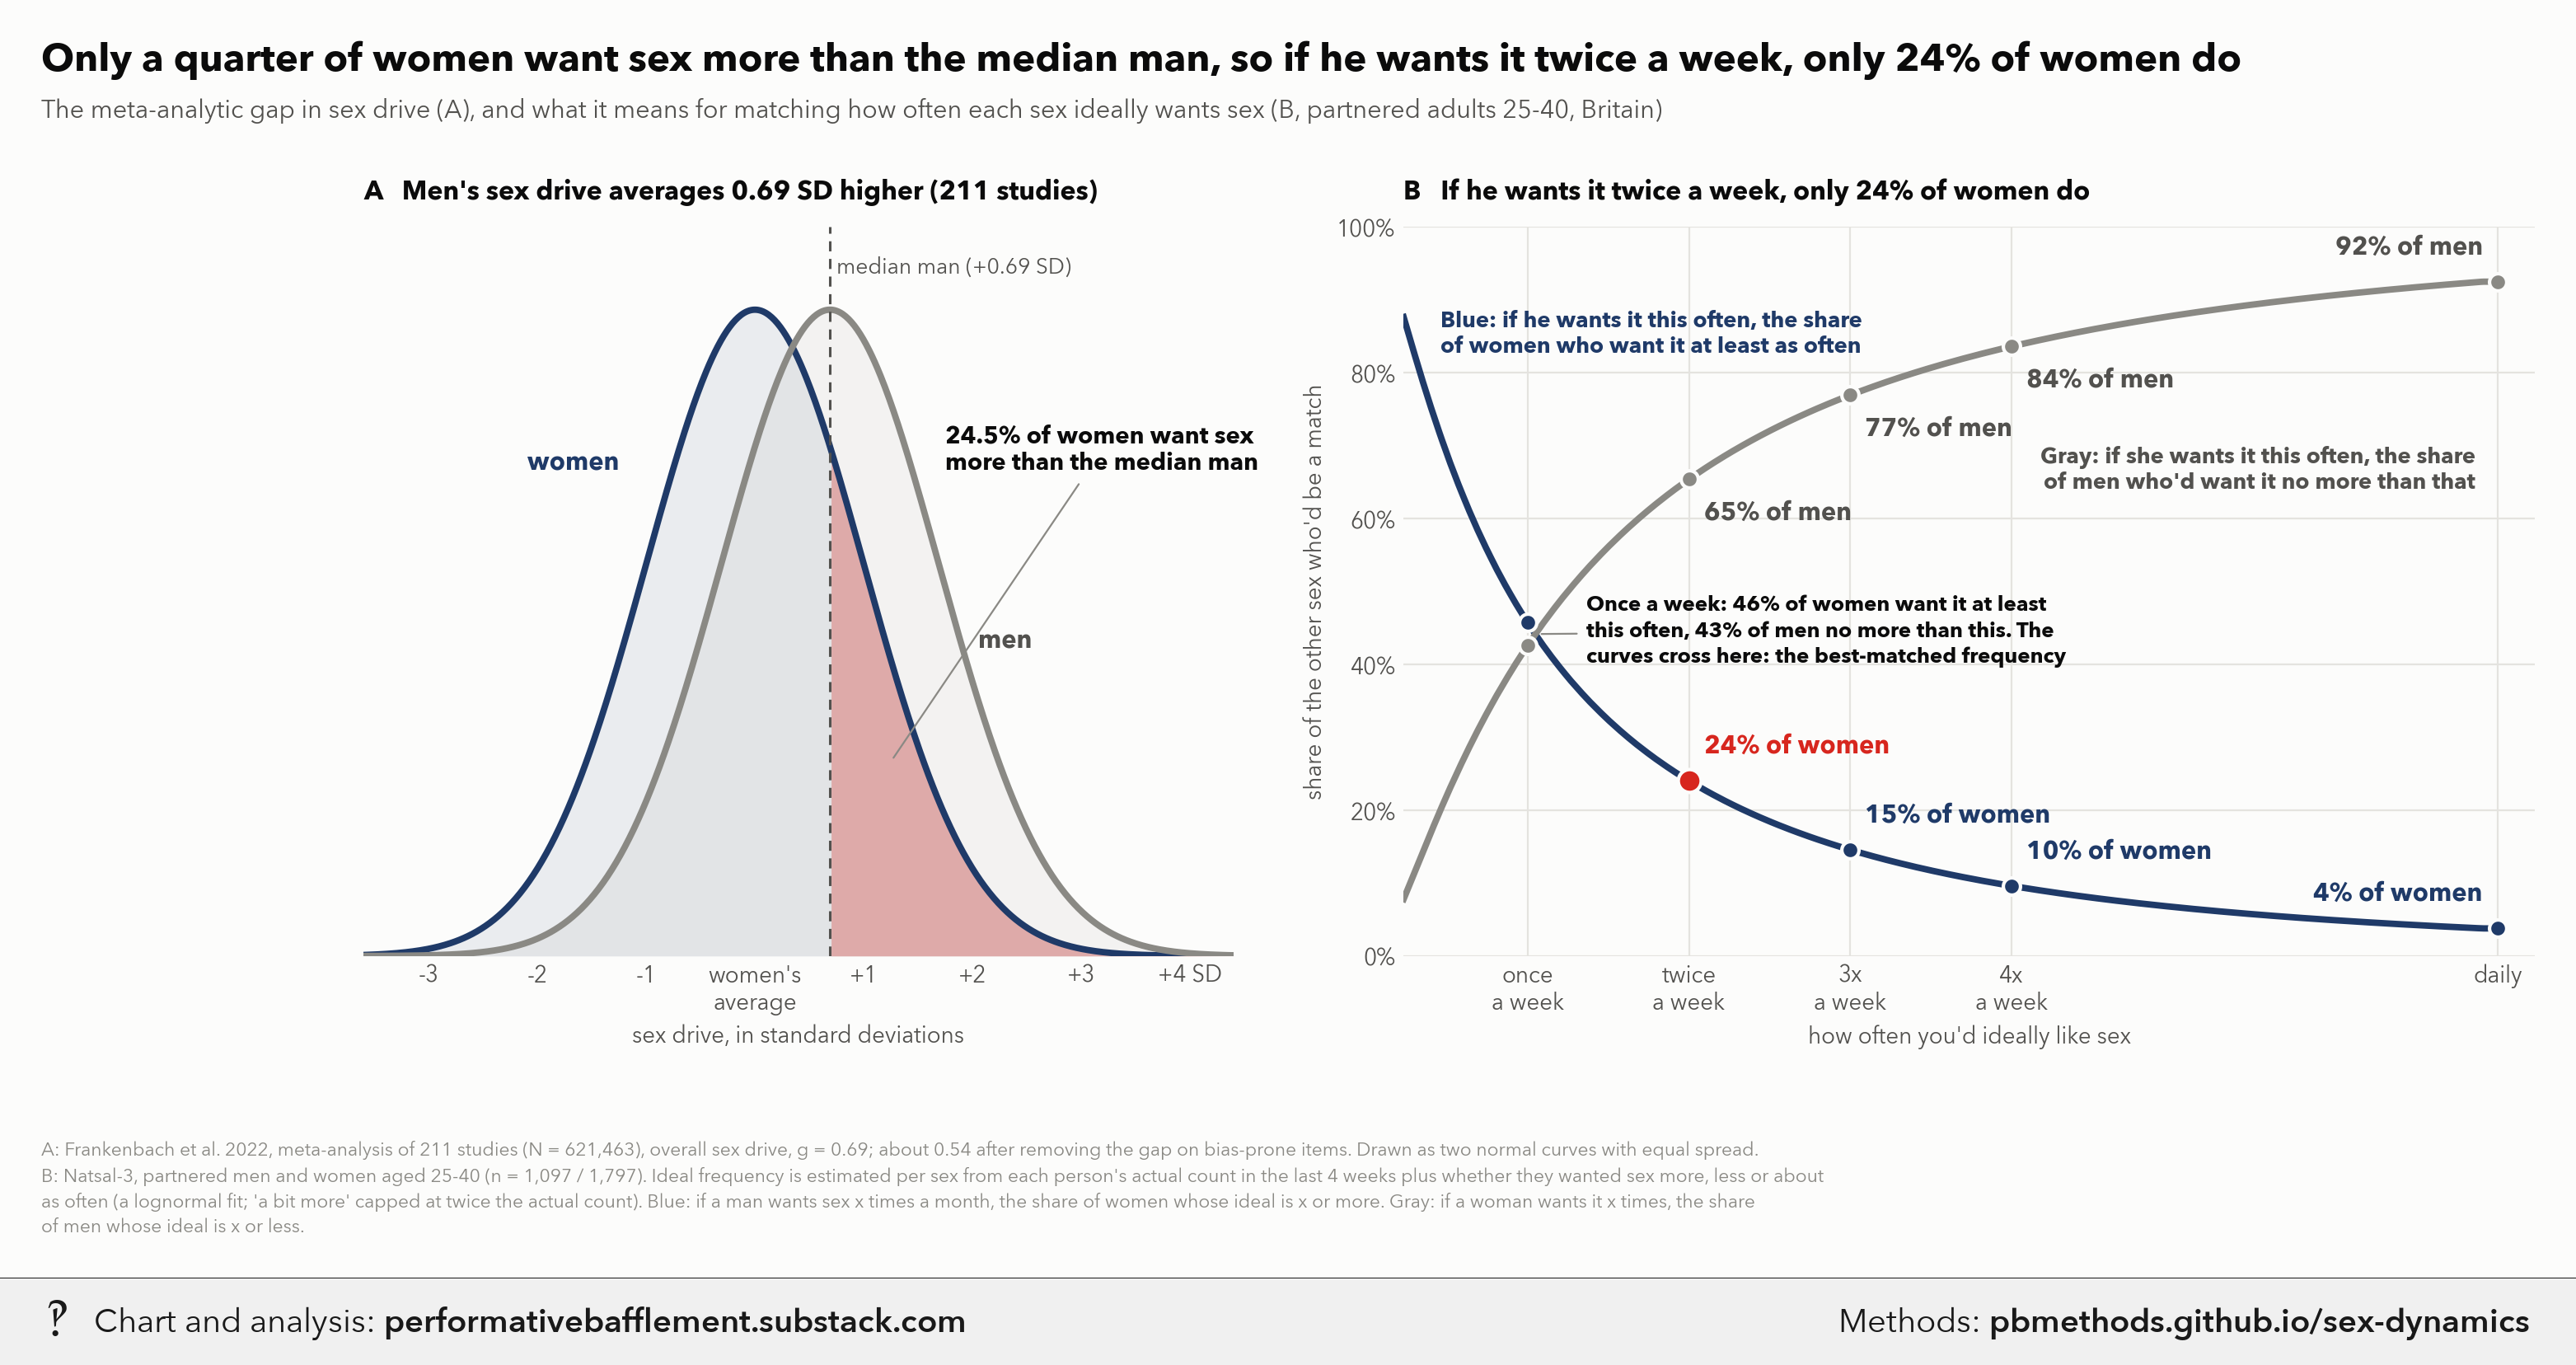 Only a quarter of women want sex more than the median man, so if he wants it twice a week, only 24% of women do
The meta-analytic gap in sex drive (A), and what it means for matching how often each sex ideally wants sex (B, partnered adults 25-40, Britain)
A Men's sex drive averages 0.69 SD higher (211 studies)
median man (+0.69 SD)
women
24.5% of women want sex
more than the median man
men
-3
-2
-1
women's
average
+1
+2
+3
+4 SD
sex drive, in standard deviations
B If he wants it twice a week, only 24% of women do
share of the other sex who'd be a match
100%
80%
60%
40%
20%
0%
92% of men
Blue: if he wants it this often, the share
of women who want it at least as often
84% of men
77% of men
Gray: if she wants it this often, the share
of men who'd want it no more than that
65% of men
Once a week: 46% of women want it at least
this often, 43% of men no more than this. The
curves cross here: the best-matched frequency
24% of women
15% of women
10% of women
4% of women
once
a week
twice
a week
3x
a week
4x
a week
daily
how often you'd ideally like sex
A: Frankenbach et al. 2022, meta-analysis of 211 studies (N = 621,463), overall sex drive, g = 0.69; about 0.54 after removing the gap on bias-prone items. Drawn as two normal curves with equal spread.
B: Natsal-3, partnered men and women aged 25-40 (n = 1,097 / 1,797). Ideal frequency is estimated per sex from each person's actual count in the last 4 weeks plus whether they wanted sex more, less or about
as often (a lognormal fit; 'a bit more' capped at twice the actual count). Blue: if a man wants sex x times a month, the share of women whose ideal is x or more. Gray: if a woman wants it x times, the share
of men whose ideal is x or less.
‽ Chart and analysis: performativebafflement.substack.com
Methods: pbmethods.github.io/sex-dynamics